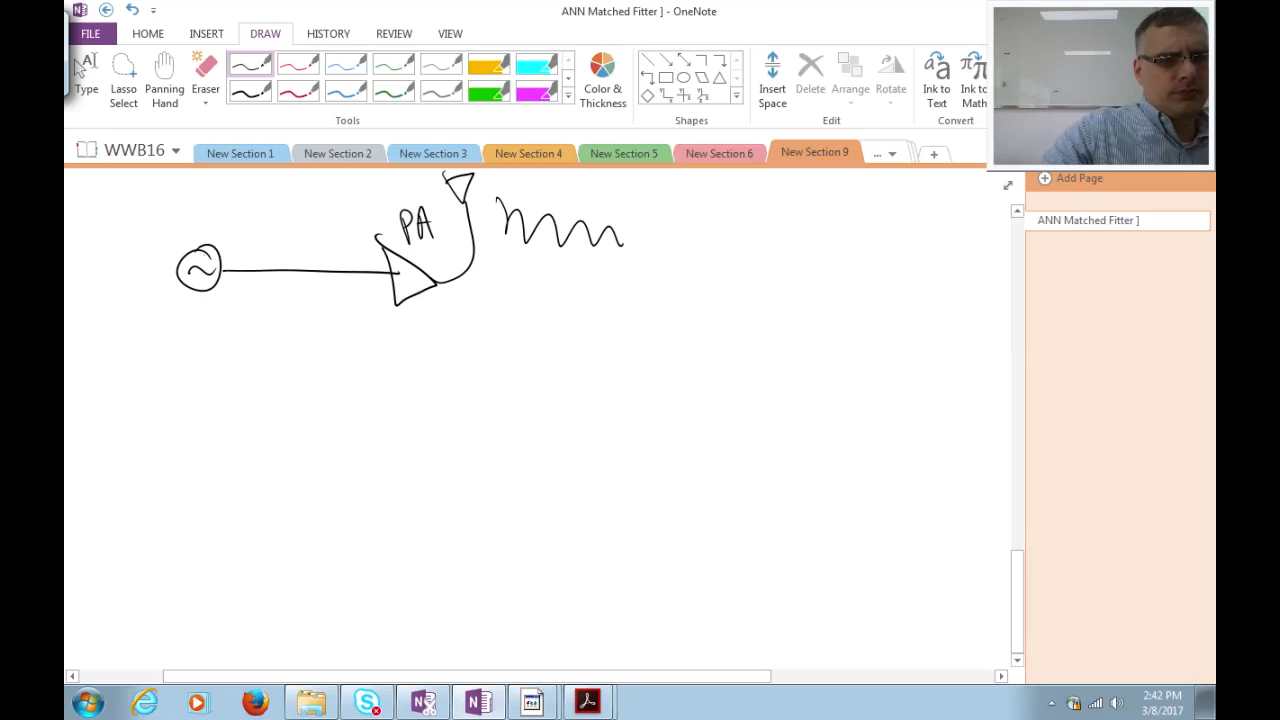 ANN Matched Fitter ] - OneNote
FILE HOME INSERT DRAW HISTORY REVIEW VIEW
Type
Lasso Select
Panning Hand
Eraser
Color & Thickness
Insert Space
Delete
Arrange
Rotate
Ink to Text
Ink to Math
Tools
Shapes
Edit
Convert
WWB16
New Section 1
New Section 2
New Section 3
New Section 4
New Section 5
New Section 6
New Section 9
...
Add Page
ANN Matched Fitter ]
PA
2:42 PM
3/8/2017